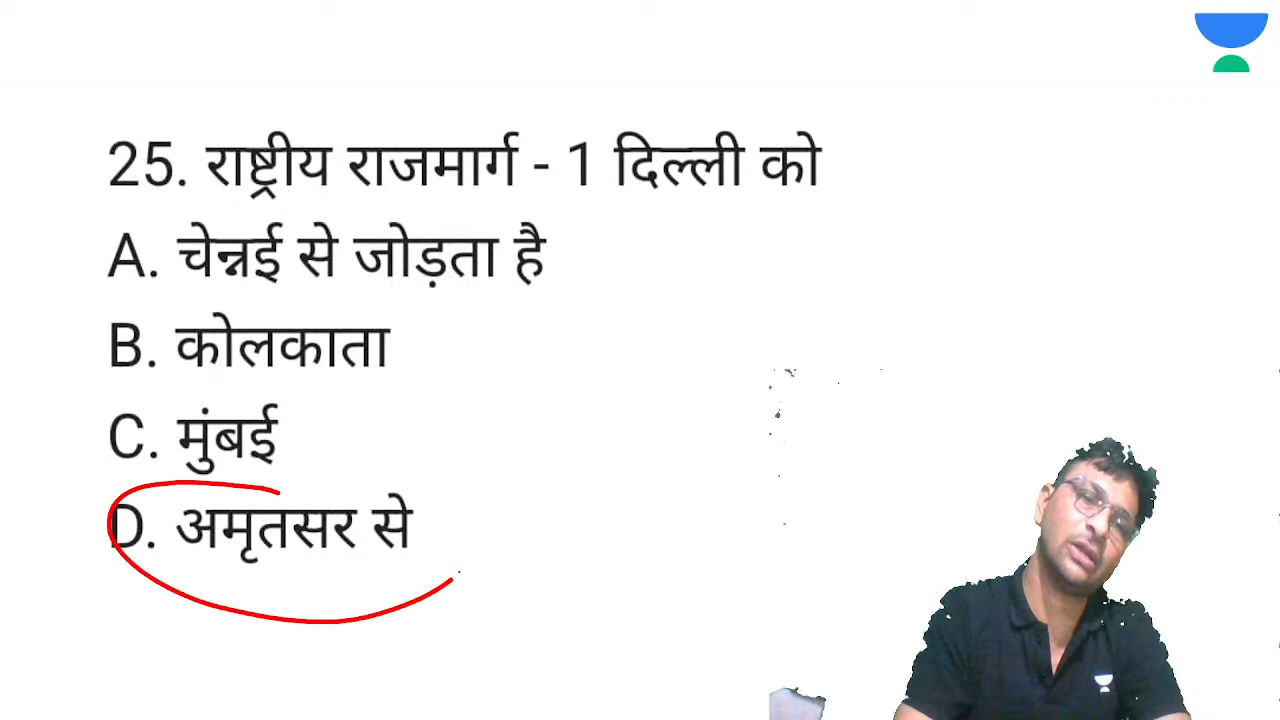 25. राष्ट्रीय राजमार्ग - 1 दिल्ली को
A. चेन्नई से जोड़ता है
B. कोलकाता
C. मुंबई
D. अमृतसर से